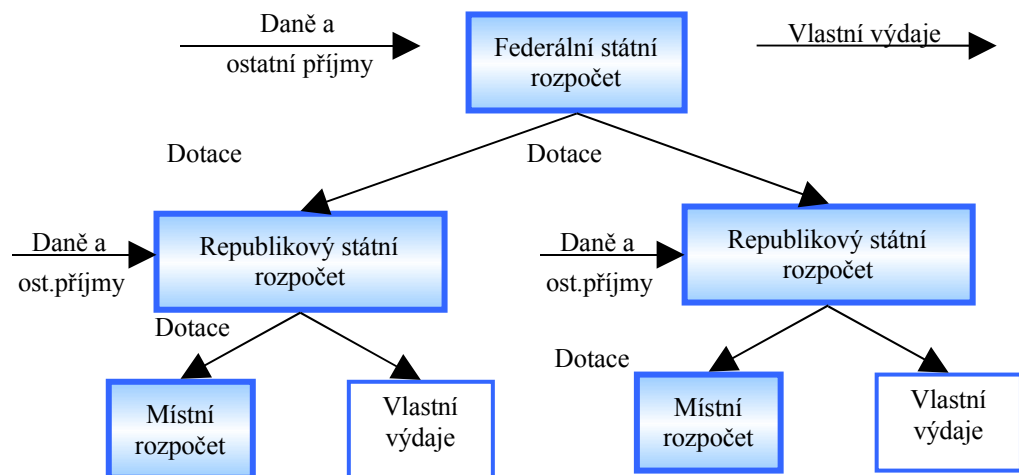 Daně a
ostatní příjmy
Federální státní
rozpočet
Vlastní výdaje
Dotace
Dotace
Daně a
ost.příjmy
Republikový státní
rozpočet
Daně a
ost.příjmy
Republikový státní
rozpočet
Dotace
Dotace
Místní
rozpočet
Vlastní
výdaje
Místní
rozpočet
Vlastní
výdaje